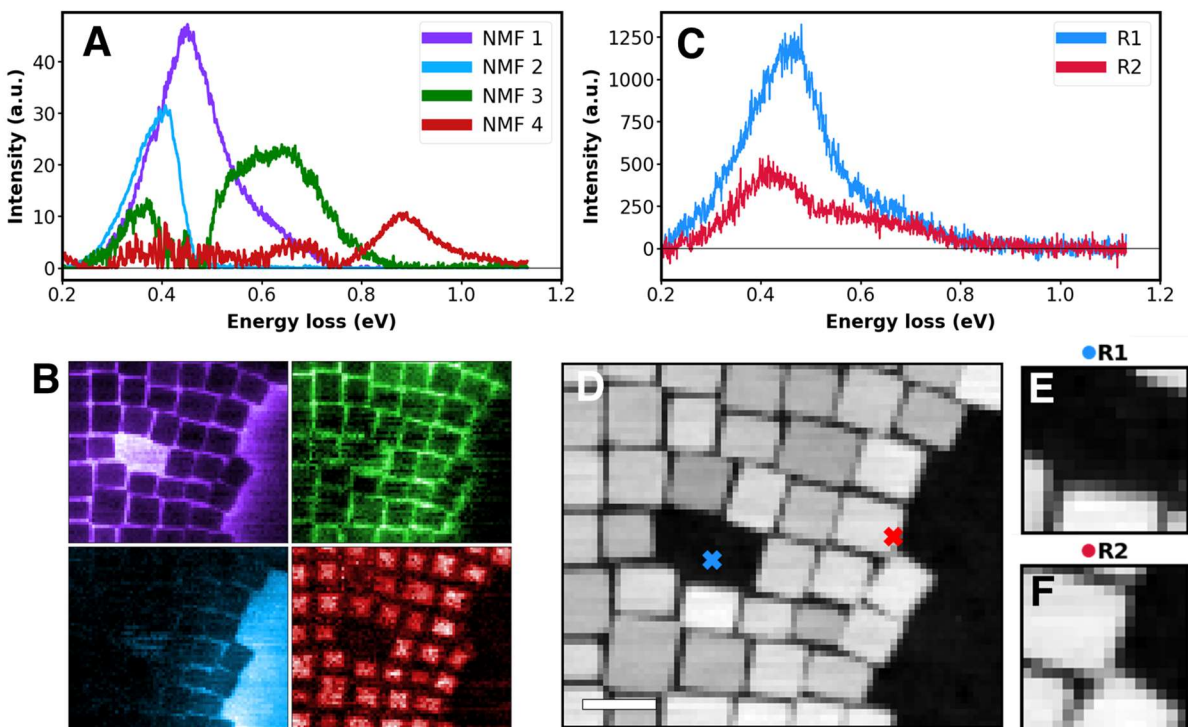 A
NMF 1
NMF 2
NMF 3
NMF 4
Intensity (a.u.)
40
30
20
10
0
0.2 0.4 0.6 0.8 1.0 1.2
Energy loss (eV)
C
R1
R2
Intensity (a.u.)
1250
1000
750
500
250
0
0.2 0.4 0.6 0.8 1.0 1.2
Energy loss (eV)
B
D
R1
E
R2
F